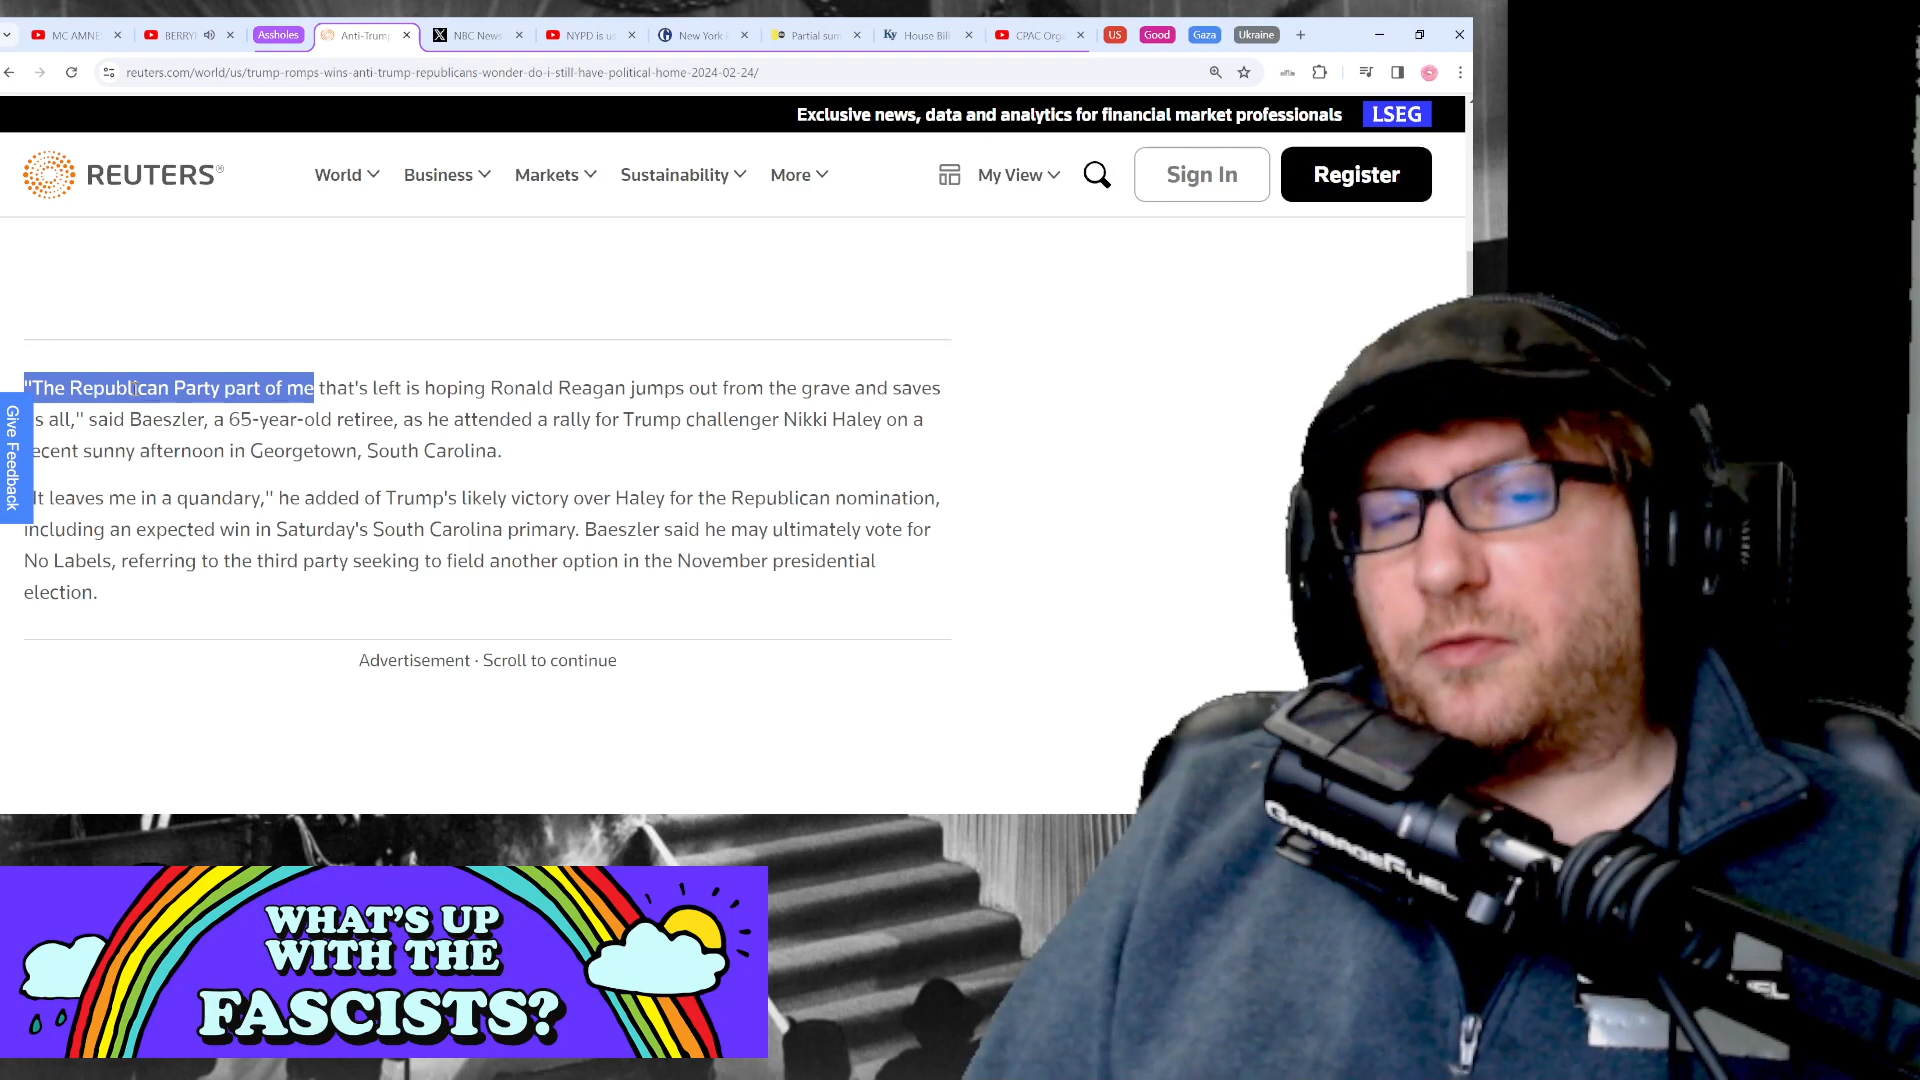 MC AMNE
BERRY
Assholes
Anti-Trump
NBC News
NYPD is u
New York
Partial sum
Ky House Bill
CPAC Org
US
Good
Gaza
Ukraine
reuters.com/world/us/trump-romps-wins-anti-trump-republicans-wonder-do-i-still-have-political-home-2024-02-24/
Exclusive news, data and analytics for financial market professionals LSEG
REUTERS®
World
Business
Markets
Sustainability
More
My View
Sign In
Register
"The Republican Party part of me that's left is hoping Ronald Reagan jumps out from the grave and saves
s all," said Baeszler, a 65-year-old retiree, as he attended a rally for Trump challenger Nikki Haley on a
ecent sunny afternoon in Georgetown, South Carolina.
It leaves me in a quandary," he added of Trump's likely victory over Haley for the Republican nomination,
including an expected win in Saturday's South Carolina primary. Baeszler said he may ultimately vote for
No Labels, referring to the third party seeking to field another option in the November presidential
election.
Give Feedback
Advertisement · Scroll to continue
GAMERFUEL
WHAT'S UP
WITH THE
FASCISTS?